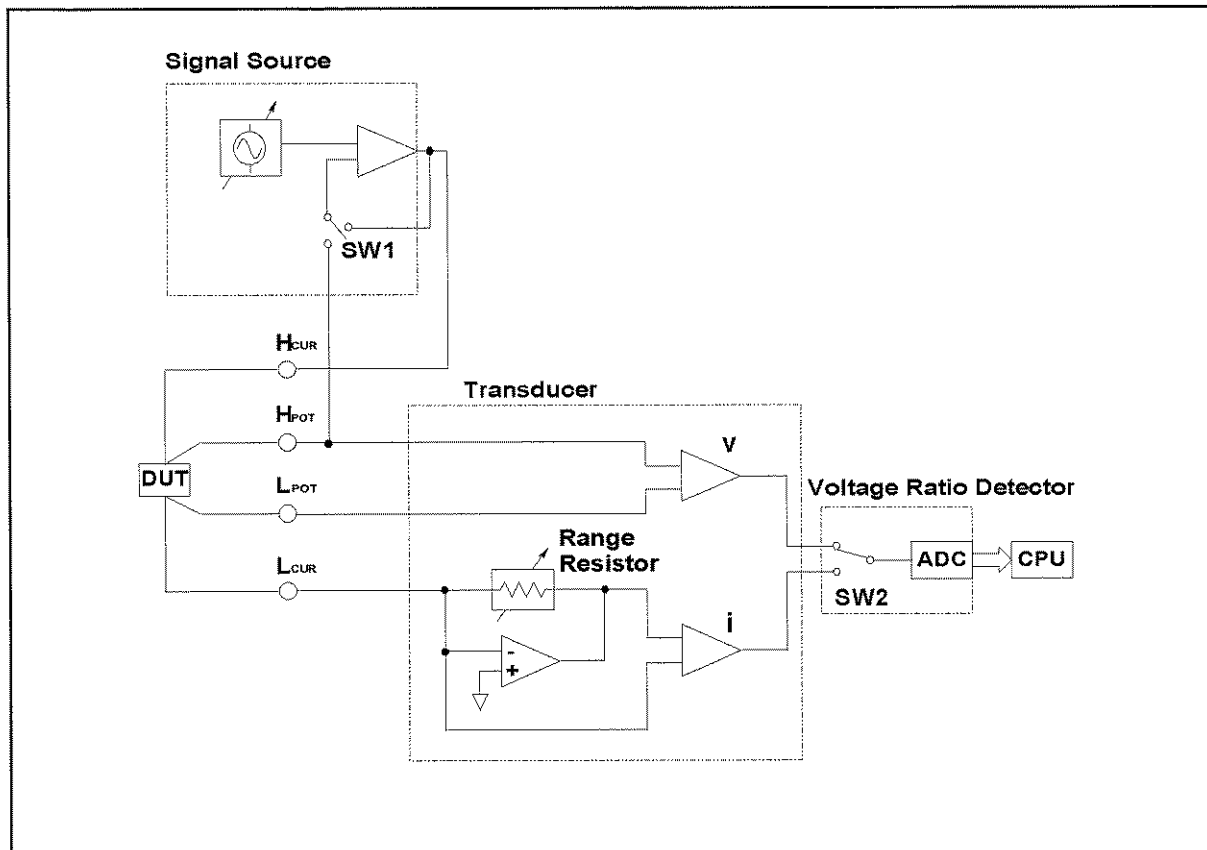 Signal Source
SW1
HCUR
Transducer
HPOT
V
DUT
LPOT
Voltage Ratio Detector
Range
Resistor
ADC
CPU
LCUR
SW2
i
-
+